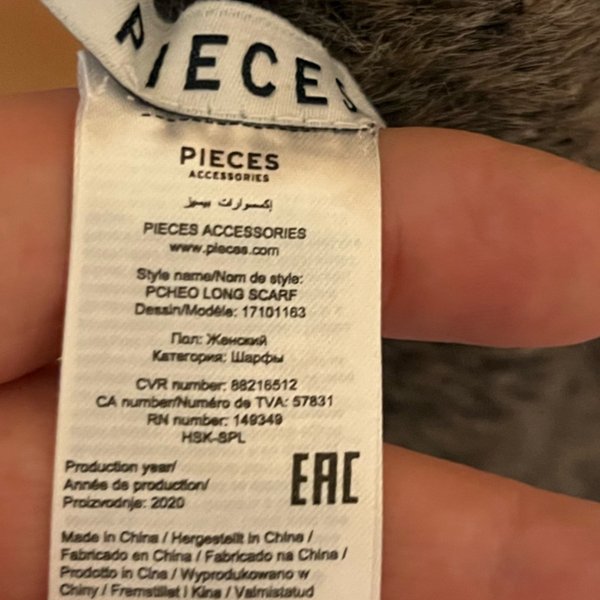 PIECES
PIECES
ACCESSORIES
إكسسوارات بيسيز
PIECES ACCESSORIES
www.pieces.com
Style name/Nom de style:
PCHEO LONG SCARF
Dessin/Modèle: 17101163
Пол: Женский
Категория: Шарфы
CVR number: 88216512
CA number/Numéro de TVA: 57831
RN number: 149349
HSK-SPL
Production year/
Année de production/
Proizvodnje: 2020
EAC
Made in China / Hergestellt in China /
Fabricado en China / Fabricado na China /
Prodotto in Cina / Wyprodukowano w
Chiny / Fremstillet i Kina / Valmistatud